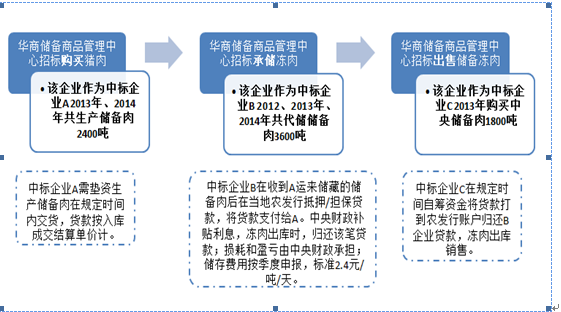 华商储备商品管理中
心招标购买猪肉
• 该企业作为中标企
业A 2013年、2014
年共生产储备肉
2400吨
中标企业A需垫资生
产储备肉在规定时间
内交货，货款按入库
成交结算单价计。
华商储备商品管理中
心招标承储冻肉
• 该企业作为中标企
业B 2012、2013年、
2014年共代储储备
肉3600吨
中标企业B在收到A运来储藏的储
备肉后在当地农发行抵押/担保贷
款，将货款支付给A。中央财政补
贴利息，冻肉出库时，归还该笔贷
款；损耗和盈亏由中央财政承担；
储存费用按季度申报，标准2.4元/
吨/天。
华商储备商品管理中
心招标出售储备冻肉
• 该企业作为中标企
业C 2013年购买中
央储备肉1800吨
中标企业C在规定时
间自筹资金将货款打
到农发行账户归还B
企业贷款，冻肉出库
销售。